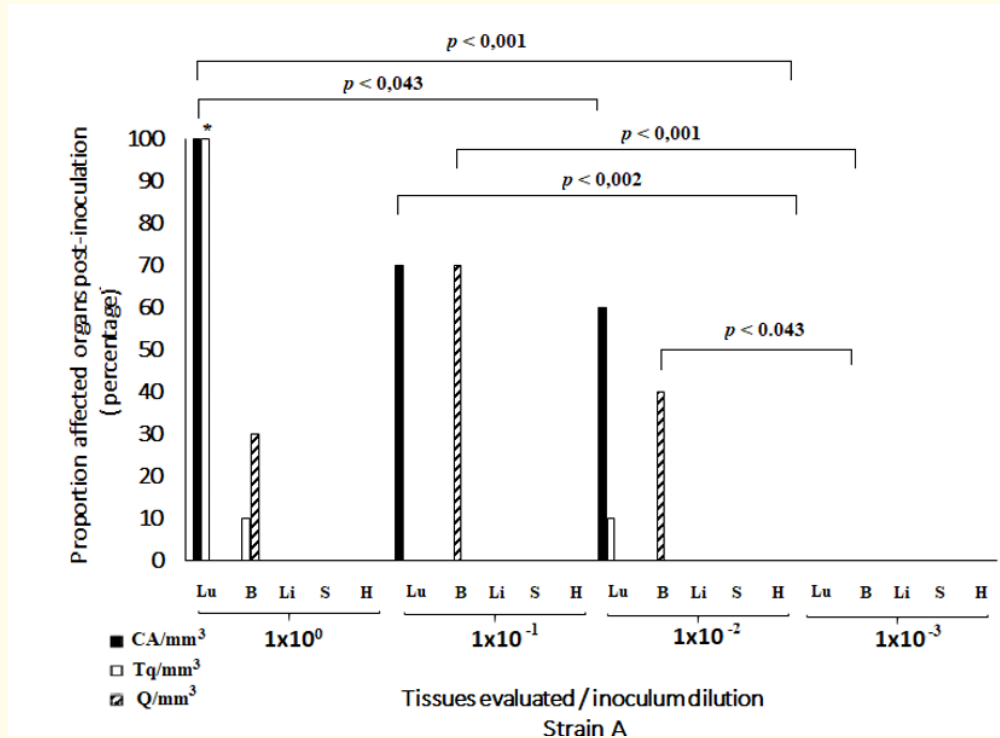 p < 0,001
p < 0,043
*
p < 0,001
p < 0,002
p < 0.043
Proportion affected organs post-inoculation
(percentage)
100
90
80
70
60
50
40
30
20
10
0
Lu B Li S H Lu B Li S H Lu B Li S H Lu B Li S H
1x10⁰ 1x10⁻¹ 1x10⁻² 1x10⁻³
CA/mm³
Tq/mm³
Q/mm³
Tissues evaluated / inoculum dilution
Strain A